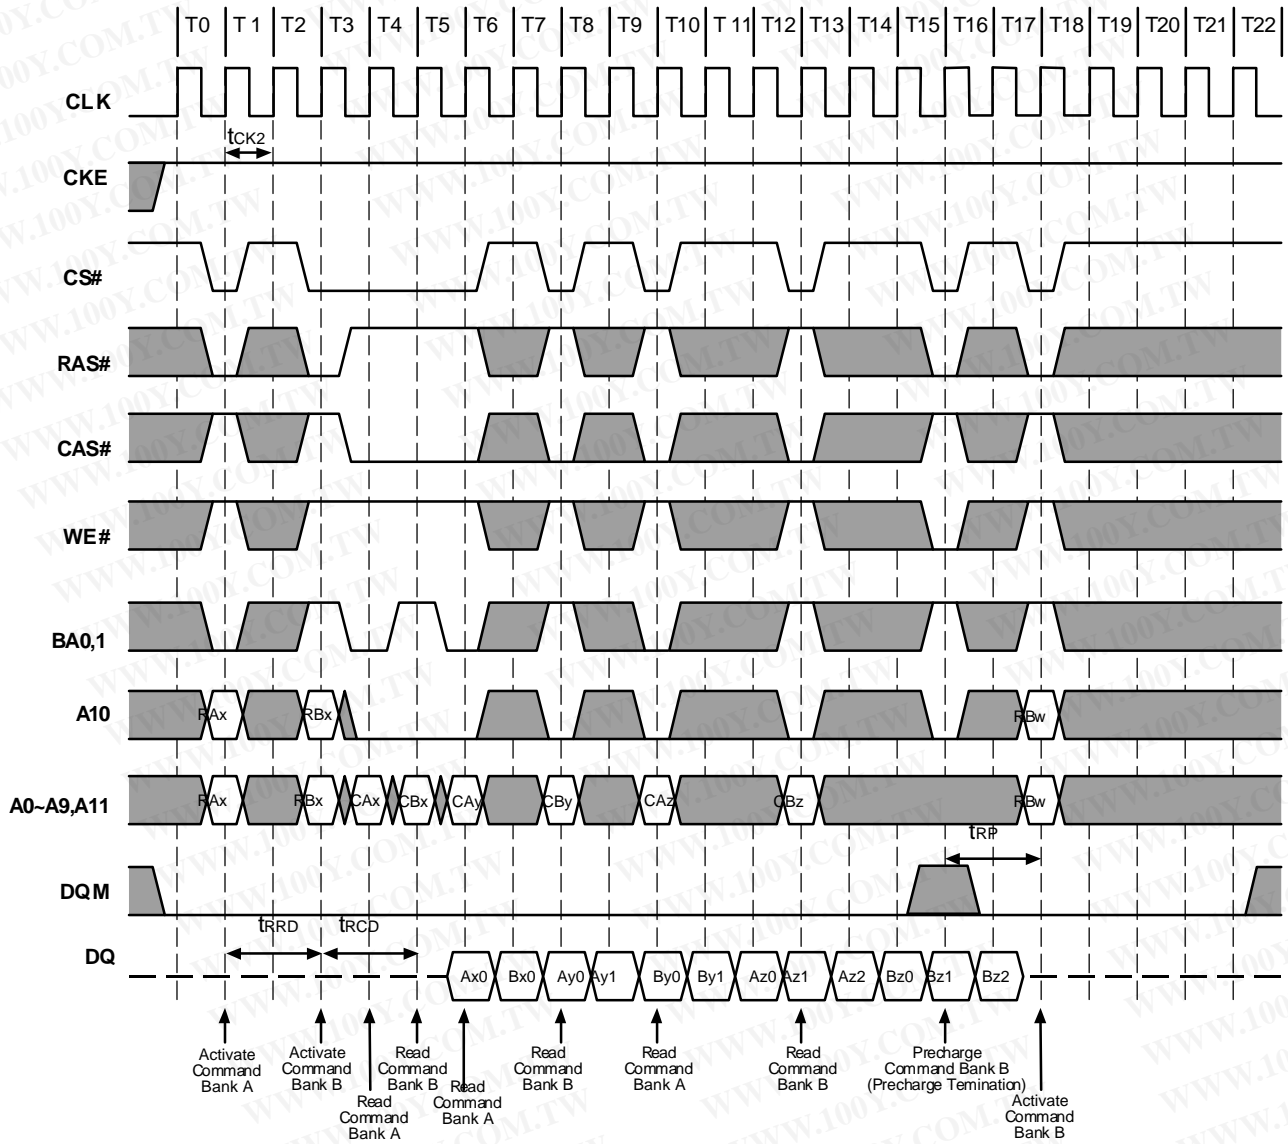 T0 T 1 T2 T3 T4 T5 T6 T7 T8 T9 T10 T 11 T12 T13 T14 T15 T16 T17 T18 T19 T20 T21 T22
CLK
tCK2
CKE
CS#
RAS#
CAS#
WE#
BA0,1
A10
RAx RBx RBw
A0~A9,A11
RAx RBx CAx CBx CAy CBy CAz CBz RBw
tRP
DQM
tRRD tRCD
DQ
Ax0 Bx0 Ay0 Ay1 By0 By1 Az0 Az1 Az2 Bz0 Bz1 Bz2
Activate
Command
Bank A
Activate
Command
Bank B
Read
Command
Bank A
Read
Command
Bank B
Read
Command
Bank A
Read
Command
Bank B
Read
Command
Bank A
Read
Command
Bank B
Precharge
Command Bank B
(Precharge Temination)
Activate
Command
Bank B
WWW.100Y.COM.TW